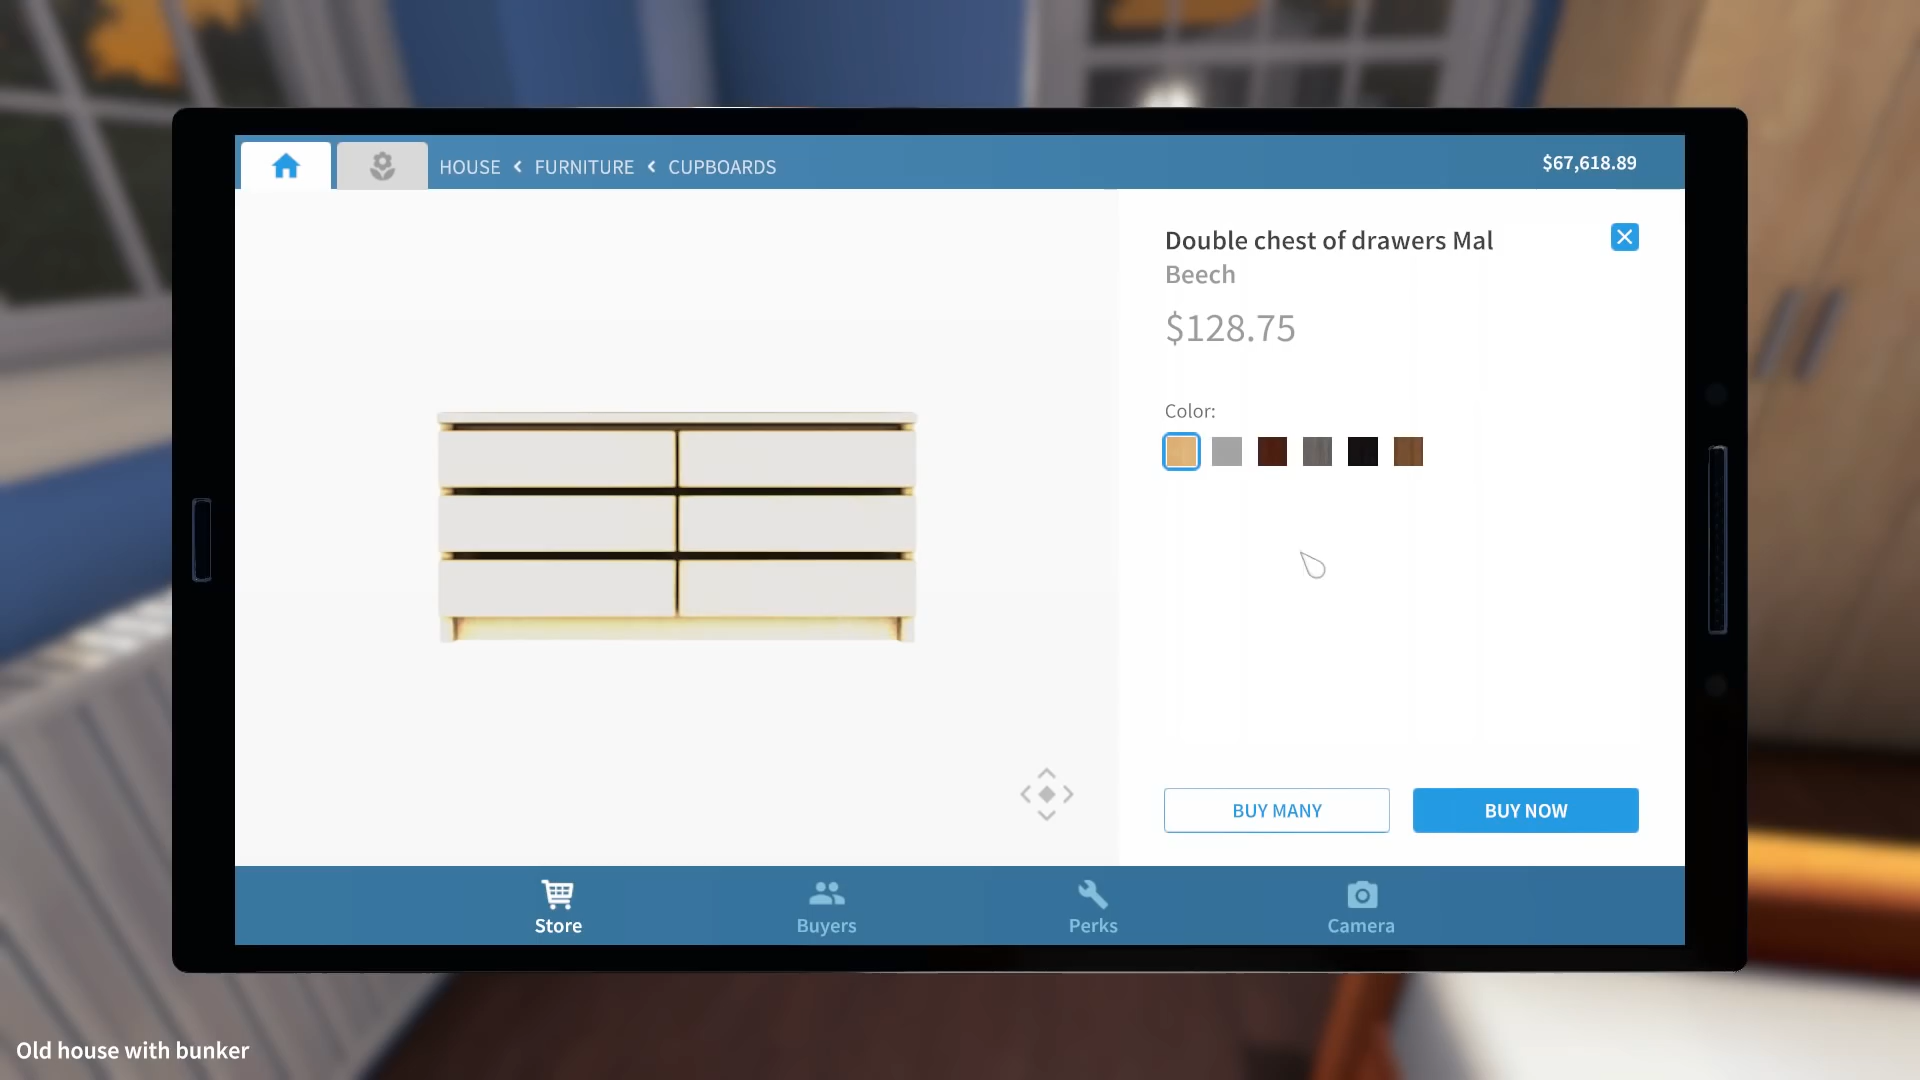 HOUSE < FURNITURE < CUPBOARDS
$67,618.89
Double chest of drawers Mal
Beech
$128.75
Color:
BUY MANY
BUY NOW
Store
Buyers
Perks
Camera
Old house with bunker